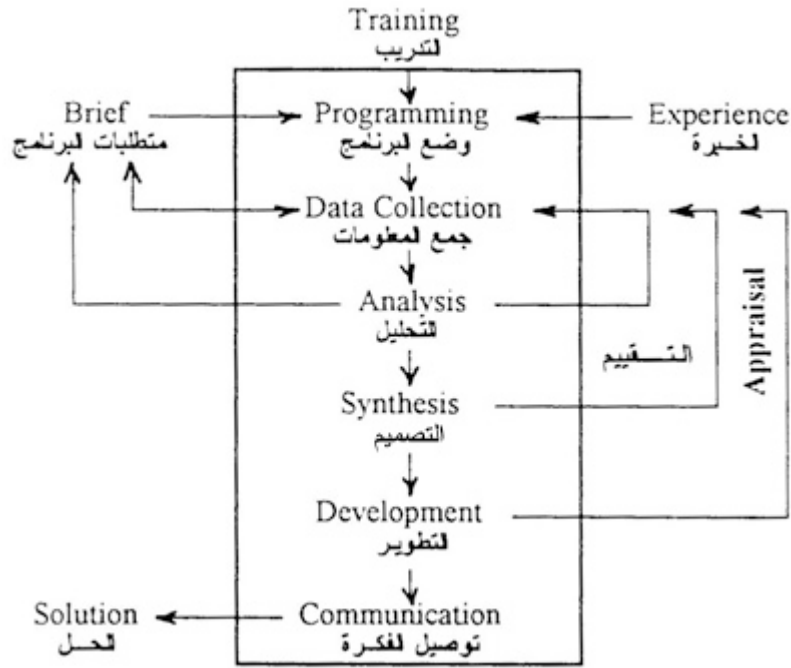 Training
التدريب
Brief
متطلبات البرنامج
Programming
وضع البرنامج
Experience
الخبرة
Data Collection
جمع المعلومات
Analysis
التحليل
التقييم
Appraisal
Synthesis
التصميم
Development
التطوير
Solution
الحل
Communication
توصيل الفكرة